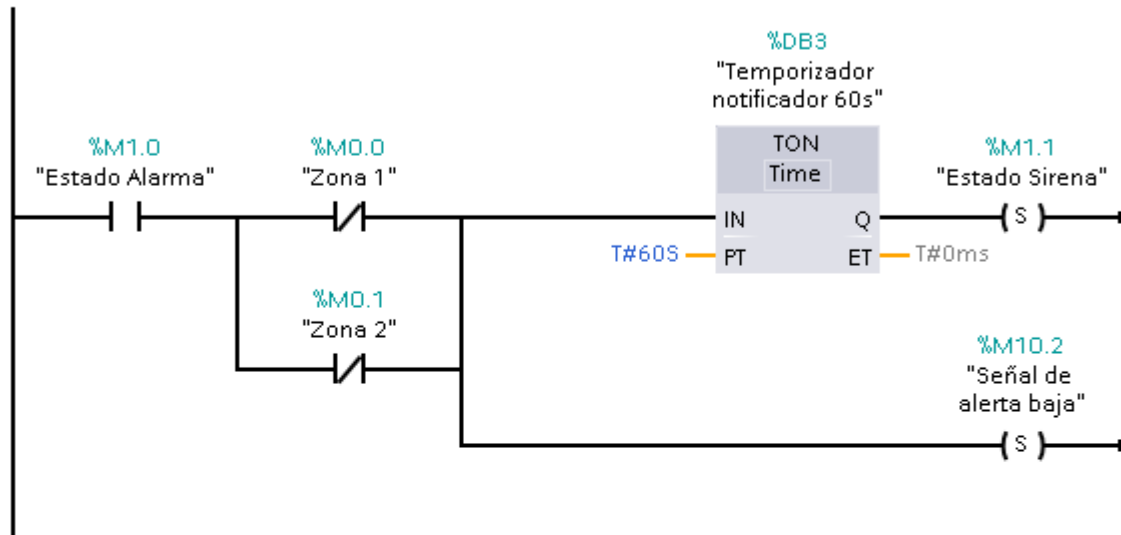 %DB3
"Temporizador
notificador 60s"
TON
Time
%M1.0
"Estado Alarma"
%M0.0
"Zona 1"
%M1.1
"Estado Sirena"
IN
Q
S
T#60S
PT
ET
T#0ms
%M0.1
"Zona 2"
%M10.2
"Señal de
alerta baja"
S